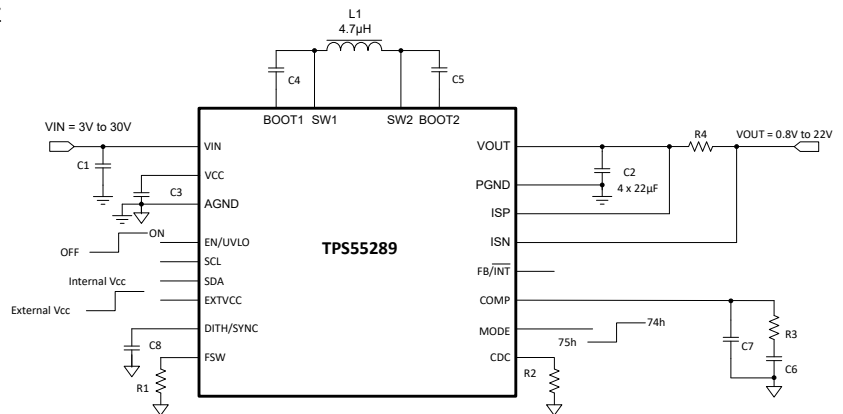 L1
4.7µH
C4
C5
BOOT1 SW1
SW2 BOOT2
VIN = 3V to 30V
C1
VIN
VCC
C3
AGND
ON
OFF
EN/UVLO
SCL
Internal Vcc
SDA
External Vcc
EXTVCC
DITH/SYNC
C8
FSW
R1
TPS55289
VOUT
R4
VOUT = 0.8V to 22V
C2
4 x 22µF
PGND
ISP
ISN
FB/INT
COMP
MODE
74h
75h
CDC
R2
C7
R3
C6